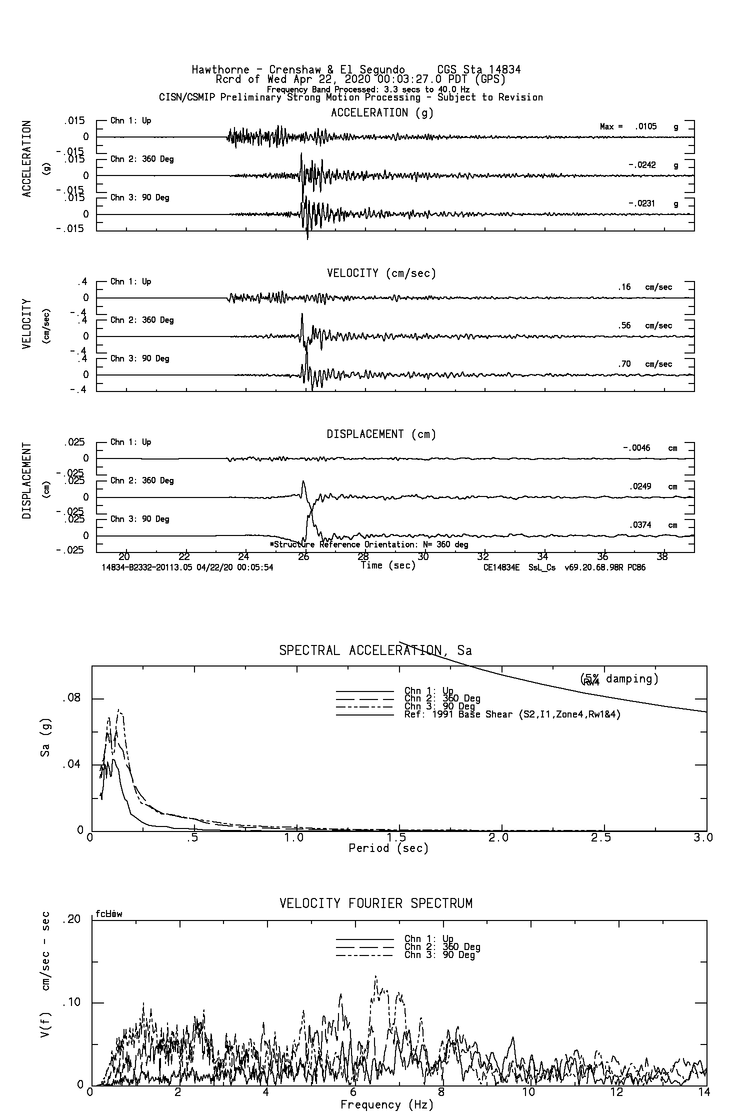 Hawthorne - Crenshaw & El Segundo CGS Sta 14834
Rcrd of Wed Apr 22, 2020 00:03:27.0 PDT (GPS)
Frequency Band Processed: 3.3 secs to 40.0 Hz
CISN/CSMIP Preliminary Strong Motion Processing - Subject to Revision
ACCELERATION (g)
ACCELERATION
(g)
.015 Chn 1: Up Max = .0105 g
0
-.015
.015 Chn 2: 360 Deg -.0242 g
0
-.015
.015 Chn 3: 90 Deg -.0231 g
0
-.015
VELOCITY (cm/sec)
VELOCITY
(cm/sec)
.4 Chn 1: Up .16 cm/sec
0
-.4
.4 Chn 2: 360 Deg .56 cm/sec
0
-.4
.4 Chn 3: 90 Deg .70 cm/sec
0
-.4
DISPLACEMENT (cm)
DISPLACEMENT
(cm)
.025 Chn 1: Up -.0046 cm
0
-.025
.025 Chn 2: 360 Deg .0249 cm
0
-.025
.025 Chn 3: 90 Deg .0374 cm
0
-.025
*Structure Reference Orientation: N= 360 deg
20 22 24 26 28 30 32 34 36 38
Time (sec)
14834-B2332-20113.05 04/22/20 00:05:54 CE14834E SsL_Cs v69.20.68.98R PC86
SPECTRAL ACCELERATION, Sa
(5% damping)
Rw4
Chn 1: Up
Chn 2: 360 Deg
Chn 3: 90 Deg
Ref: 1991 Base Shear (S2,I1,Zone4,Rw1&4)
Sa (g)
.08
.04
0
0 .5 1.0 1.5 2.0 2.5 3.0
Period (sec)
VELOCITY FOURIER SPECTRUM
Chn 1: Up
Chn 2: 360 Deg
Chn 3: 90 Deg
V(f) cm/sec - sec
.20
.10
0
0 2 4 6 8 10 12 14
Frequency (Hz)